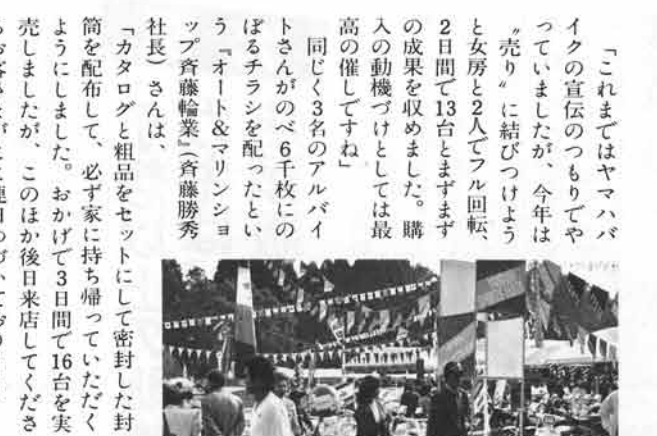 「これまではヤマハバ
イクの宣伝のつもりでや
っていましたが、今年は
〝売り〟に結びつけよう
と女房と2人でフル回転、
2日間で13台とまずまず
の成果を収めました。購
入の動機づけとしては最
高の催しですね」
同じく3名のアルバイ
トさんがのべ6千枚にの
ぼるチラシを配ったとい
う『オート&マリンショ
ップ斉藤輪業』(斉藤勝秀
社長)さんは、
「カタログと粗品をセットにして密封した封
筒を配布して、必ず家に持ち帰っていただく
ようにしました。おかげで3日間で16台を実
売しましたが、このほか後日来店してくださ